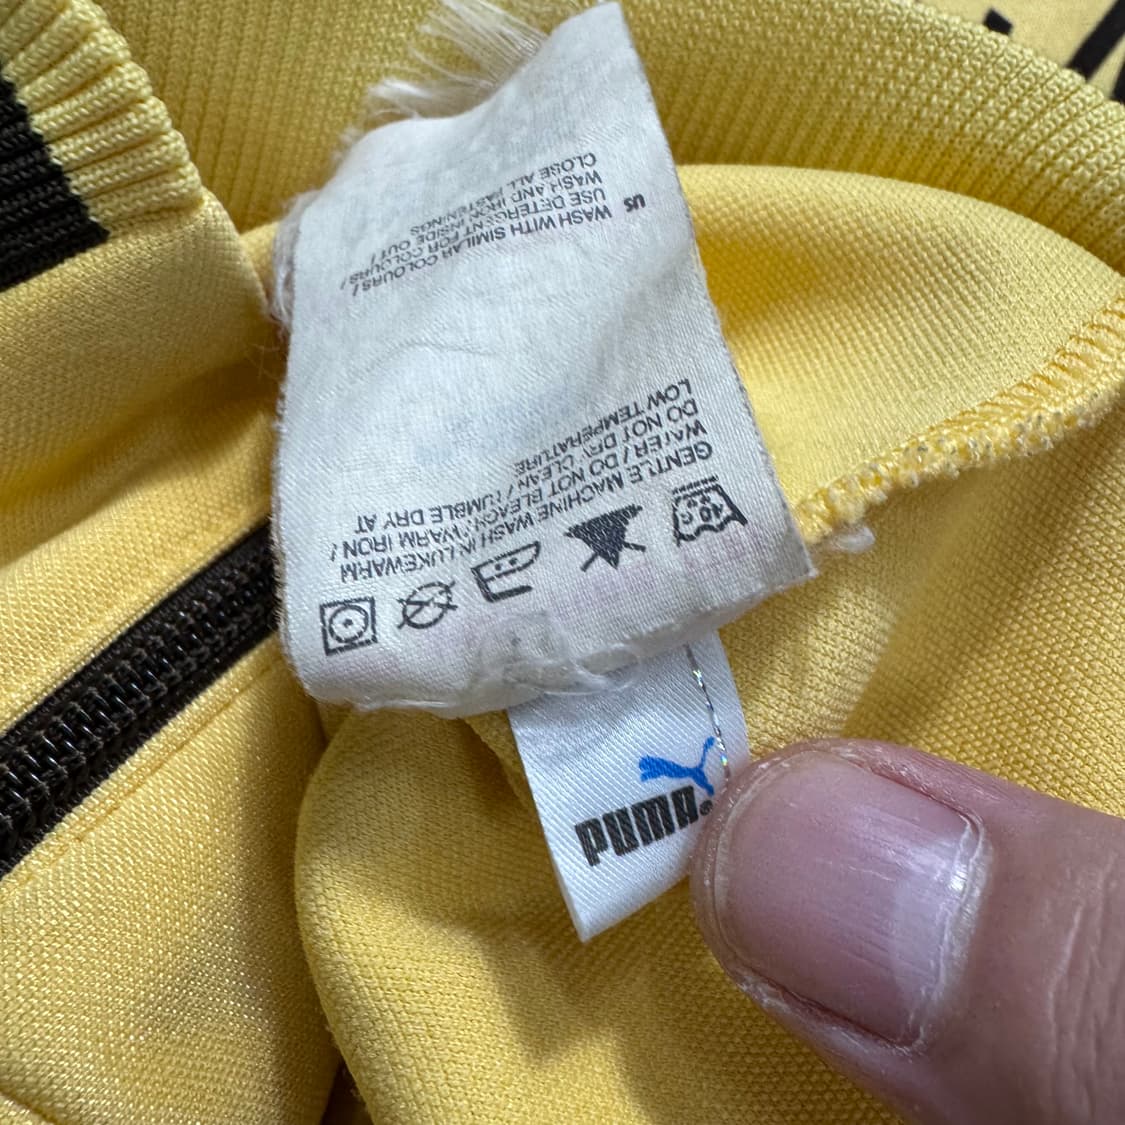 40°C
GENTLE MACHINE WASH IN LUKEWARM
WATER / DO NOT BLEACH / WARM IRON /
DO NOT DRY CLEAN / TUMBLE DRY AT
LOW TEMPERATURE
US
WASH WITH SIMILAR COLOURS /
USE DETERGENT FOR COLOURS /
WASH AND IRON INSIDE OUT /
CLOSE ALL FASTENINGS
PUMA®